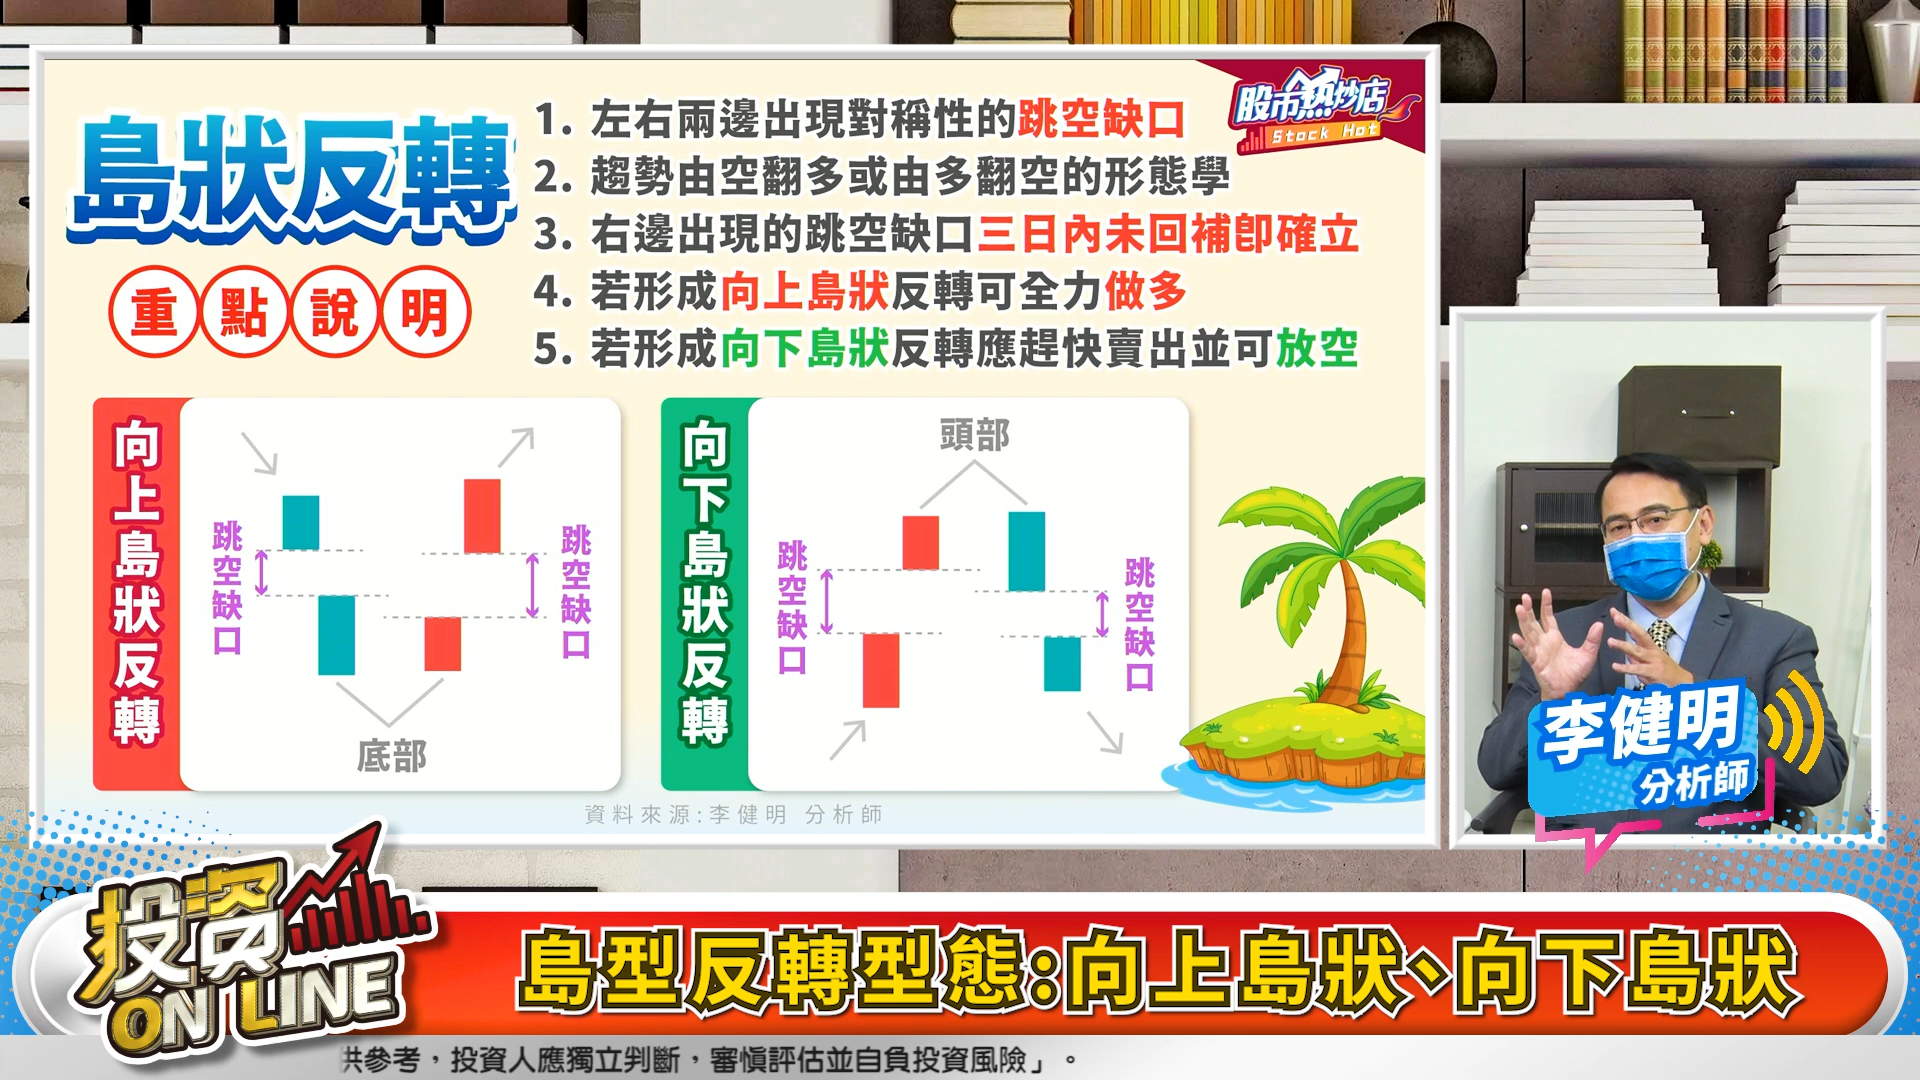 島狀反轉
重點說明
1. 左右兩邊出現對稱性的跳空缺口
2. 趨勢由空翻多或由多翻空的形態學
3. 右邊出現的跳空缺口三日內未回補即確立
4. 若形成向上島狀反轉可全力做多
5. 若形成向下島狀反轉應趕快賣出並可放空
股市熱炒店
Stock Hot
向上島狀反轉
跳空缺口
跳空缺口
底部
向下島狀反轉
頭部
跳空缺口
跳空缺口
資料來源:李健明 分析師
李健明
分析師
投資
ON LINE
島型反轉型態:向上島狀、向下島狀
供參考，投資人應獨立判斷，審慎評估並自負投資風險」。